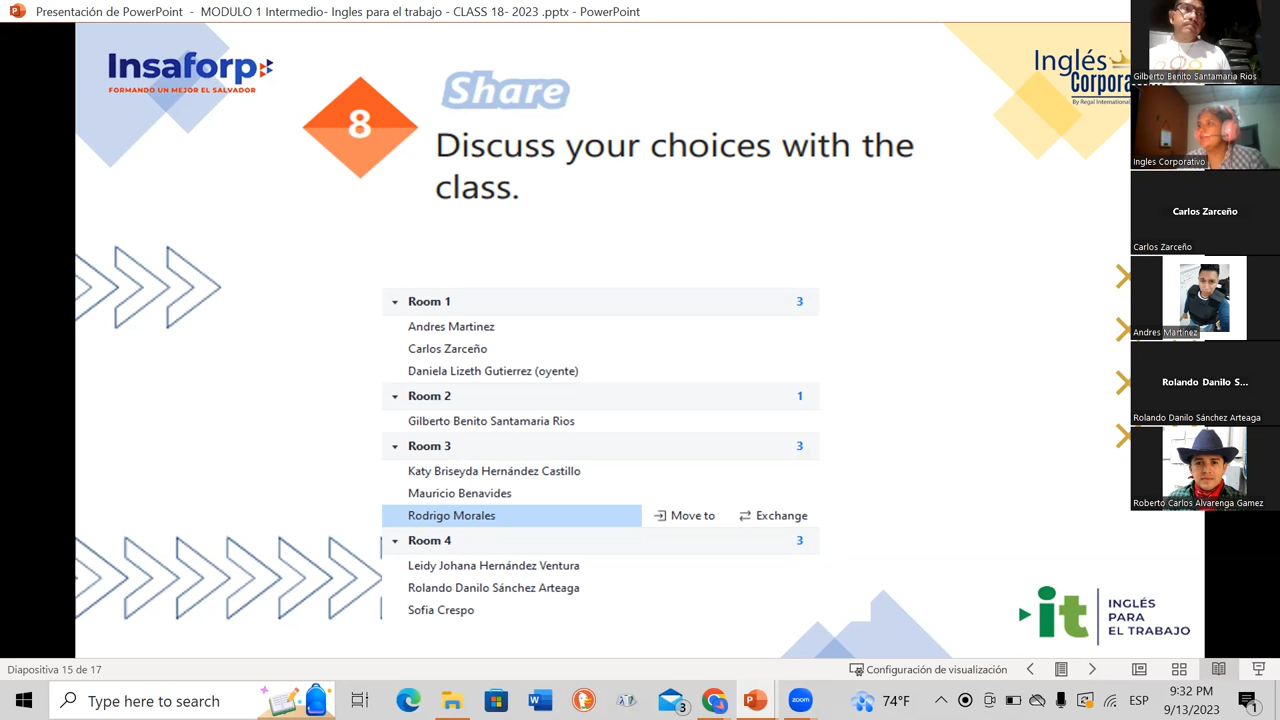 Presentación de PowerPoint - MODULO 1 Intermedio- Ingles para el trabajo - CLASS 18- 2023 .pptx - PowerPoint
Insaforp
FORMANDO UN MEJOR EL SALVADOR
8
Share
Discuss your choices with the
class.
Inglés
Corporativo
By Regal International
Room 1 3
Andres Martinez
Carlos Zarceño
Daniela Lizeth Gutierrez (oyente)
Room 2 1
Gilberto Benito Santamaria Rios
Room 3 3
Katy Briseyda Hernández Castillo
Mauricio Benavides
Rodrigo Morales Move to Exchange
Room 4 3
Leidy Johana Hernández Ventura
Rolando Danilo Sánchez Arteaga
Sofia Crespo
it
INGLÉS
PARA
EL TRABAJO
Gilberto Benito Santamaria Rios
Ingles Corporativo
Carlos Zarceño
Carlos Zarceño
Andres Martinez
Rolando Danilo S...
Rolando Danilo Sánchez Arteaga
Roberto Carlos Alvarenga Gamez
Diapositiva 15 de 17
Configuración de visualización
Type here to search
3
zoom
74°F
ESP
9:32 PM
9/13/2023
1